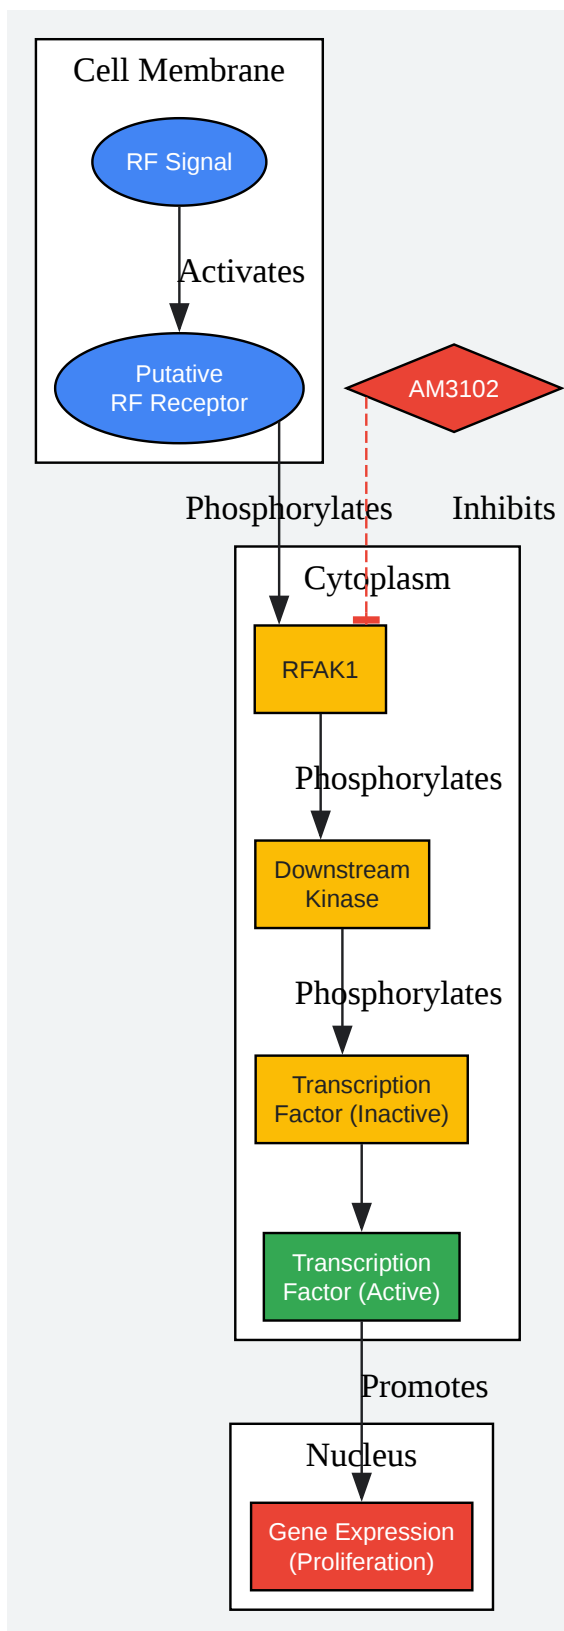 Cell Membrane
RF Signal
Activates
Putative
RF Receptor
AM3102
Phosphorylates
Inhibits
Cytoplasm
RFAK1
Phosphorylates
Downstream
Kinase
Phosphorylates
Transcription
Factor (Inactive)
Transcription
Factor (Active)
Promotes
Nucleus
Gene Expression
(Proliferation)